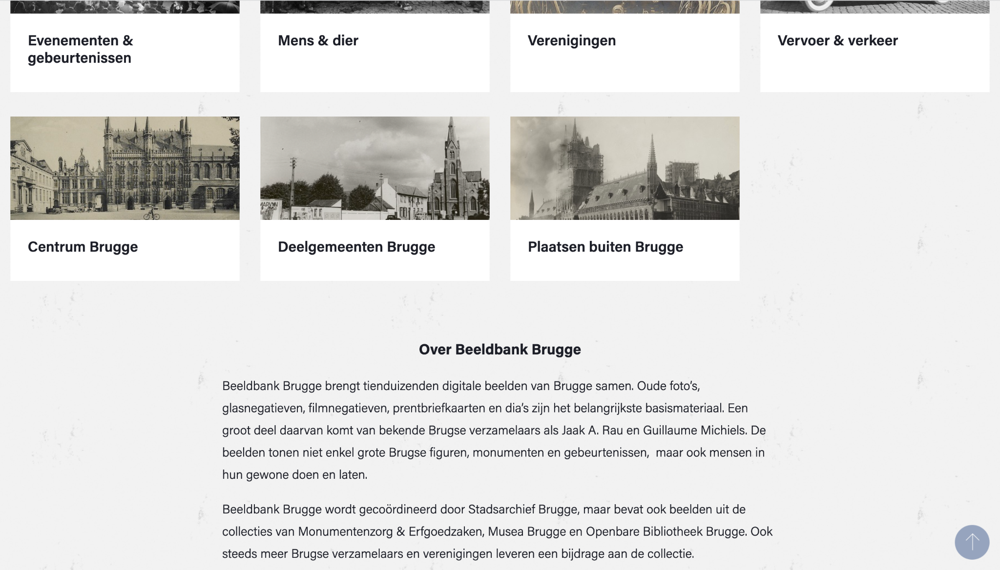 Evenementen &
gebeurtenissen
Mens & dier
Verenigingen
Vervoer & verkeer
MARVAN
Centrum Brugge
Deelgemeenten Brugge
Plaatsen buiten Brugge
Over Beeldbank Brugge
Beeldbank Brugge brengt tienduizenden digitale beelden van Brugge samen. Oude foto’s,
glasnegatieven, filmnegatieven, prentbriefkaarten en dia’s zijn het belangrijkste basismateriaal. Een
groot deel daarvan komt van bekende Brugse verzamelaars als Jaak A. Rau en Guillaume Michiels. De
beelden tonen niet enkel grote Brugse figuren, monumenten en gebeurtenissen,  maar ook mensen in
hun gewone doen en laten.
Beeldbank Brugge wordt gecoördineerd door Stadsarchief Brugge, maar bevat ook beelden uit de
collecties van Monumentenzorg & Erfgoedzaken, Musea Brugge en Openbare Bibliotheek Brugge. Ook
steeds meer Brugse verzamelaars en verenigingen leveren een bijdrage aan de collectie.